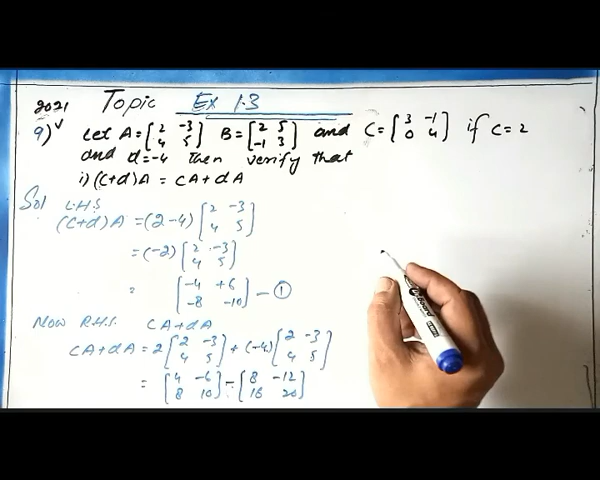 2021 Topic Ex 1.3
9) Let A = [2 -3 4 5] B = [2 5 -1 3] and C = [3 -1 0 4] if C = 2
and d = -4 then verify that
i) (C+d)A = CA + dA
Sol L.H.S
(C+d)A = (2-4) [2 -3 4 5]
= (-2) [2 -3 4 5]
= [-4 +6 -8 -10] — ①
Now R.H.S. CA+dA
CA+dA = 2 [2 -3 4 5] + (-4) [2 -3 4 5]
= [4 -6 8 10] - [8 -12 16 20]